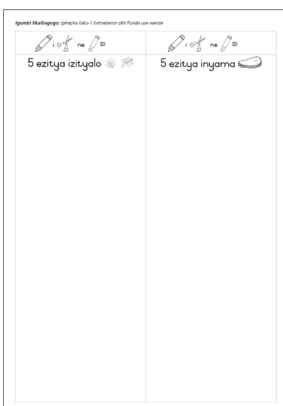 Igumbi likaGogogo: Iphepha loku-1 lomsebenzi othi Funda uze wenze
i ne
i ne
5 ezitya izityalo
5 ezitya inyama